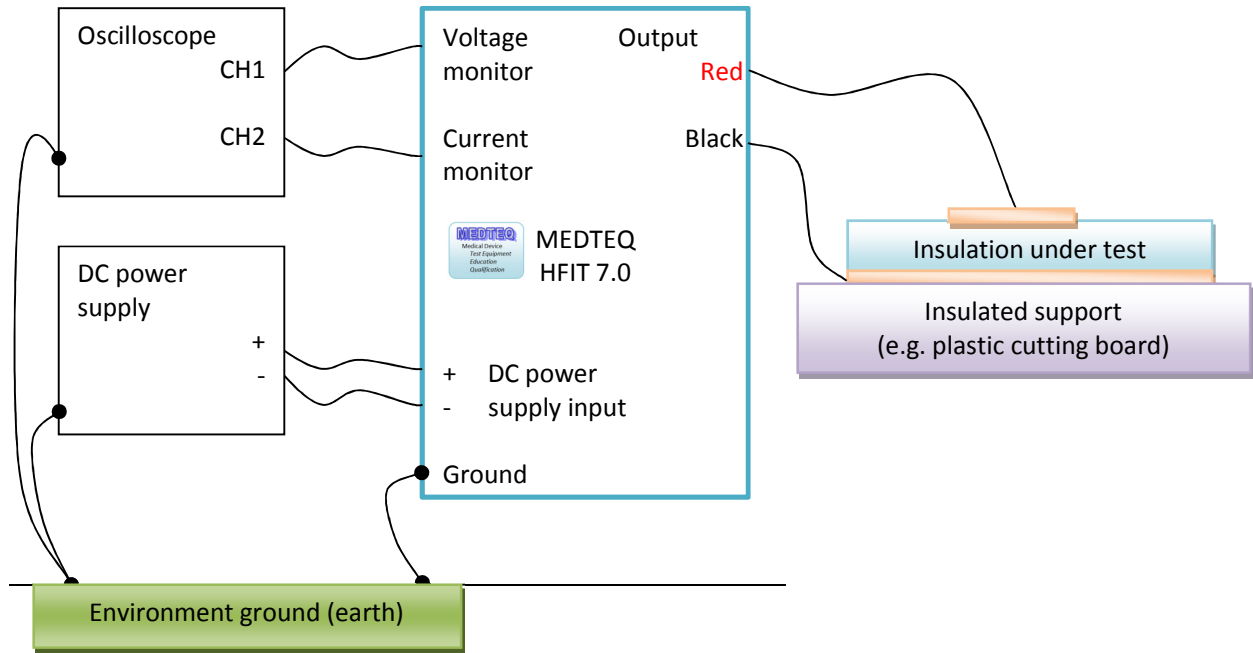 Oscilloscope
CH1
CH2
Voltage
monitor
Current
monitor
Output
Red
Black
MEDTEQ
Medical Device
Test Equipment
Education
Qualification
MEDTEQ
HFIT 7.0
DC power
supply
+
-
+ DC power
- supply input
Ground
Insulation under test
Insulated support
(e.g. plastic cutting board)
Environment ground (earth)